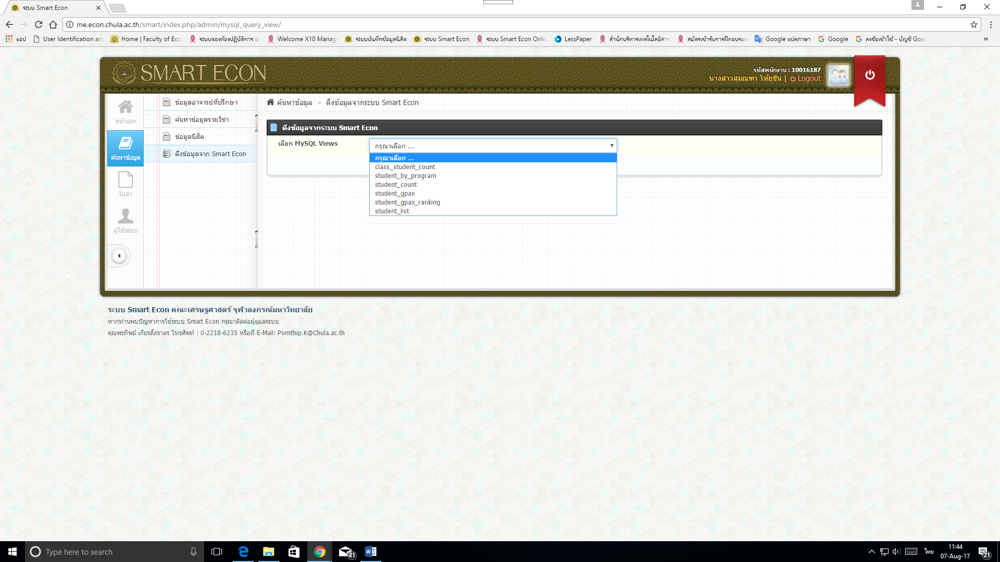 ระบบ Smart Econ
me.econ.chula.ac.th/smart/index.php/admin/mysql_query_view/
แอป
User Identification and
Home | Faculty of Eco
ระบบจองห้องปฏิบัติการ
Welcome X10 Manag
ระบบบันทึกข้อมูลนิสิต
ระบบ Smart Econ
ระบบ Smart Econ Onlin
LessPaper
สำนักบริหารเทคโนโลยีสาร
สมัครเข้ารับการฝึกอบรม
Google แปลภาษา
Google
ลงชื่อเข้าใช้ - บัญชี Goo
»
SMART ECON
รหัสพนักงาน : 10016187
นางสาวสุมณฑา โห้ยุขัน | Logout
หน้าแรก
ค้นหาข้อมูล
ใบลา
ผู้ใช้ระบบ
ข้อมูลอาจารย์ที่ปรึกษา
ค้นหาข้อมูลรายวิชา
ข้อมูลนิสิต
ดึงข้อมูลจาก Smart Econ
ค้นหาข้อมูล » ดึงข้อมูลจากระบบ Smart Econ
ดึงข้อมูลจากระบบ Smart Econ
เลือก MySQL Views
กรุณาเลือก ...
กรุณาเลือก ...
class_student_count
student_by_program
student_count
student_gpax
student_gpax_ranking
student_list
ระบบ Smart Econ คณะเศรษฐศาสตร์ จุฬาลงกรณ์มหาวิทยาลัย
หากท่านพบปัญหาการใช้ระบบ Smart Econ กรุณาติดต่อผู้ดูแลระบบ
คุณพรทิพย์ เกียรติ์ภราดร โทรศัพท์ : 0-2218-6235 หรือที่ E-Mail: Pornthip.K@Chula.ac.th
Type here to search
21
ไทย
11:44
07-Aug-17
21